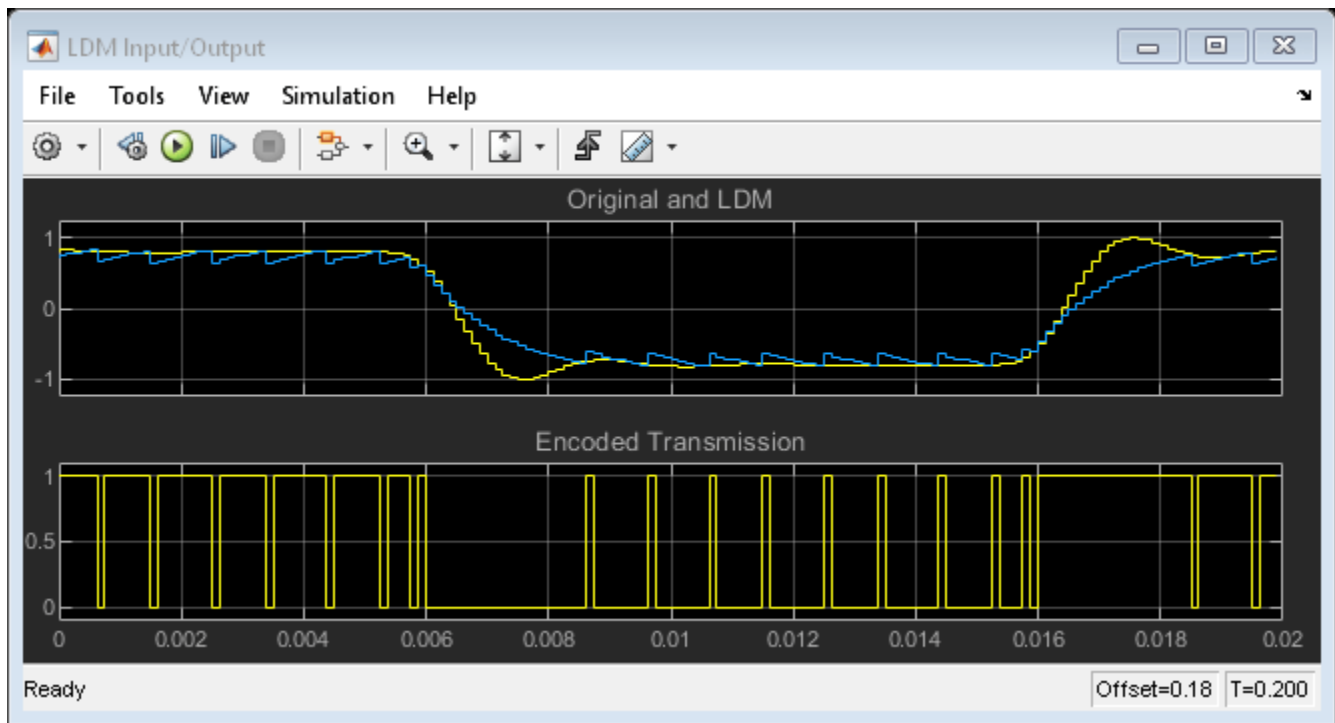 LDM Input/Output
File Tools View Simulation Help
Original and LDM
1
0
-1
Encoded Transmission
1
0.5
0
0 0.002 0.004 0.006 0.008 0.01 0.012 0.014 0.016 0.018 0.02
Ready Offset=0.18 T=0.200